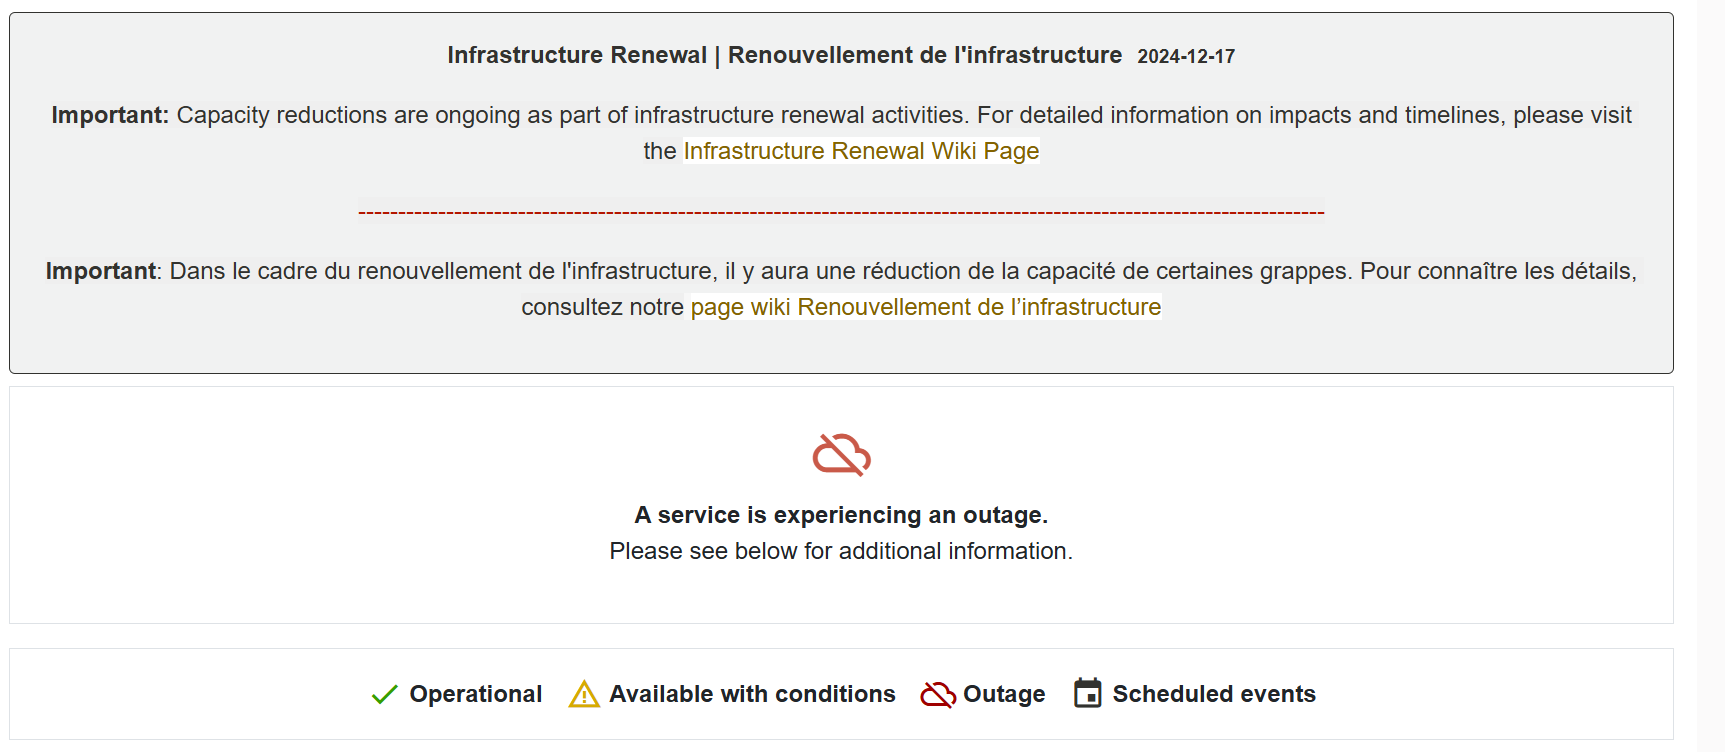 Infrastructure Renewal | Renouvellement de l'infrastructure 2024-12-17
Important: Capacity reductions are ongoing as part of infrastructure renewal activities. For detailed information on impacts and timelines, please visit
the Infrastructure Renewal Wiki Page
---------------------------------------------------------------------------------------------------------------------------
Important: Dans le cadre du renouvellement de l'infrastructure, il y aura une réduction de la capacité de certaines grappes. Pour connaître les détails,
consultez notre page wiki Renouvellement de l’infrastructure
A service is experiencing an outage.
Please see below for additional information.
Operational Available with conditions Outage Scheduled events